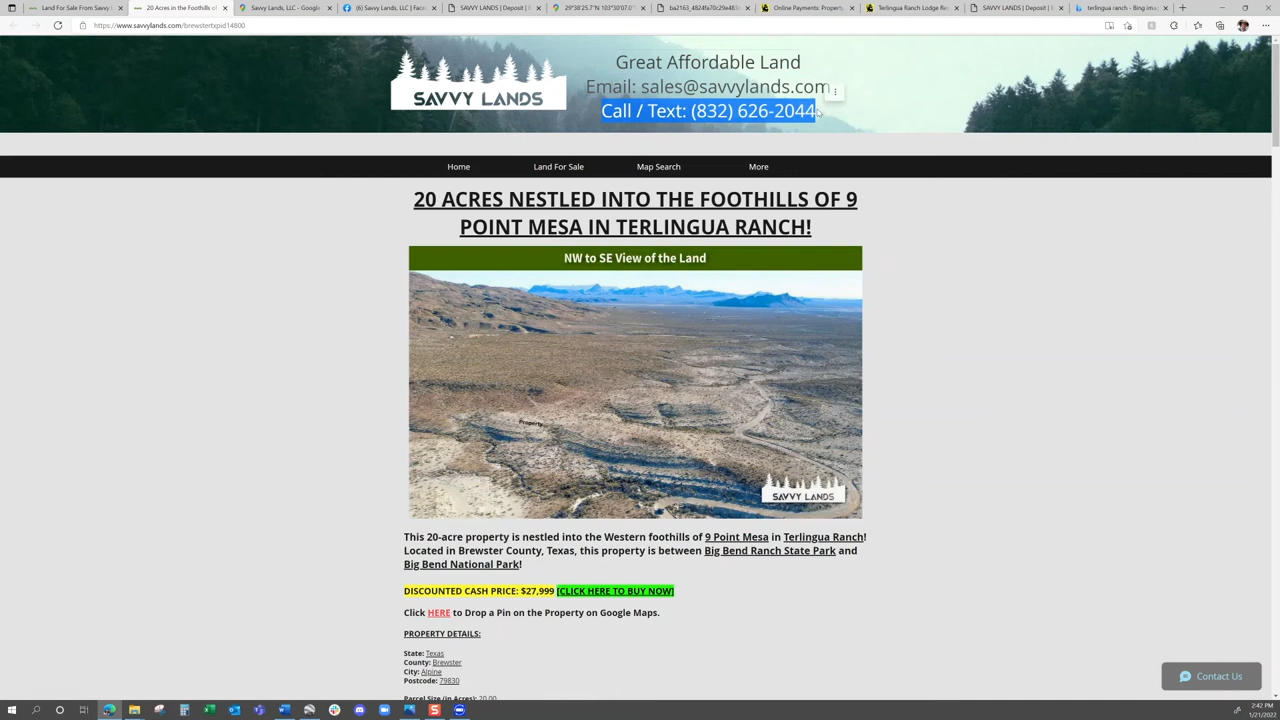 Land For Sale From Savvy
20 Acres in the Foothills of
Savvy Lands, LLC - Google
(6) Savvy Lands, LLC | Face
SAVVY LANDS | Deposit |
29°38'25.7"N 103°30'07.0"
ba2163_4824fa70c29e483
Online Payments: Property
Terlingua Ranch Lodge Re
SAVVY LANDS | Deposit |
terlingua ranch - Bing ima
https://www.savvylands.com/brewstertxpid14800
SAVVY LANDS
Great Affordable Land
Email: sales@savvylands.com
Call / Text: (832) 626-2044
Home
Land For Sale
Map Search
More
20 ACRES NESTLED INTO THE FOOTHILLS OF 9
POINT MESA IN TERLINGUA RANCH!
NW to SE View of the Land
Property
SAVVY LANDS
This 20-acre property is nestled into the Western foothills of 9 Point Mesa in Terlingua Ranch!
Located in Brewster County, Texas, this property is between Big Bend Ranch State Park and
Big Bend National Park!
DISCOUNTED CASH PRICE: $27,999 [CLICK HERE TO BUY NOW]
Click HERE to Drop a Pin on the Property on Google Maps.
PROPERTY DETAILS:
State: Texas
County: Brewster
City: Alpine
Postcode: 79830
Parcel Size (in Acres): 20.00
Contact Us
2:42 PM
1/21/2022